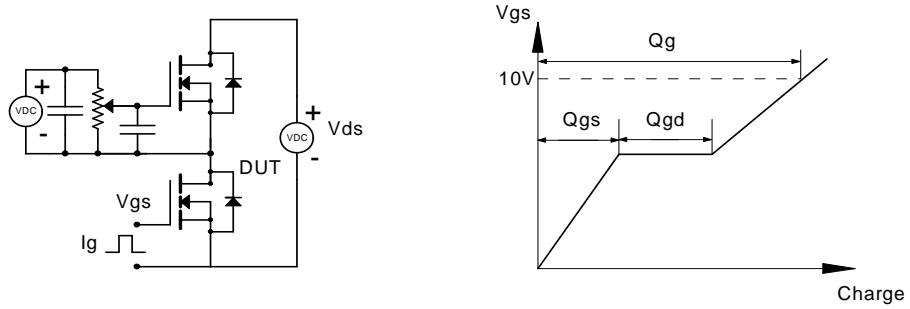 +
VDC
-
+
VDC
-
Vds
DUT
Vgs
Ig
Vgs
Qg
10V
Qgs
Qgd
Charge